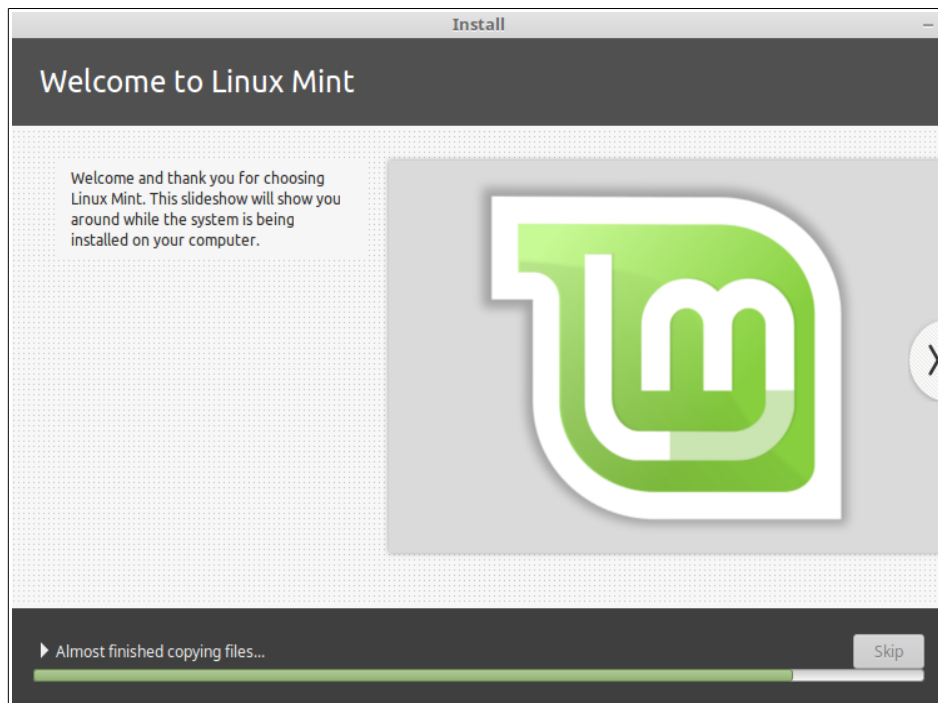 Install
Welcome to Linux Mint
Welcome and thank you for choosing
Linux Mint. This slideshow will show you
around while the system is being
installed on your computer.
lm
Almost finished copying files...
Skip